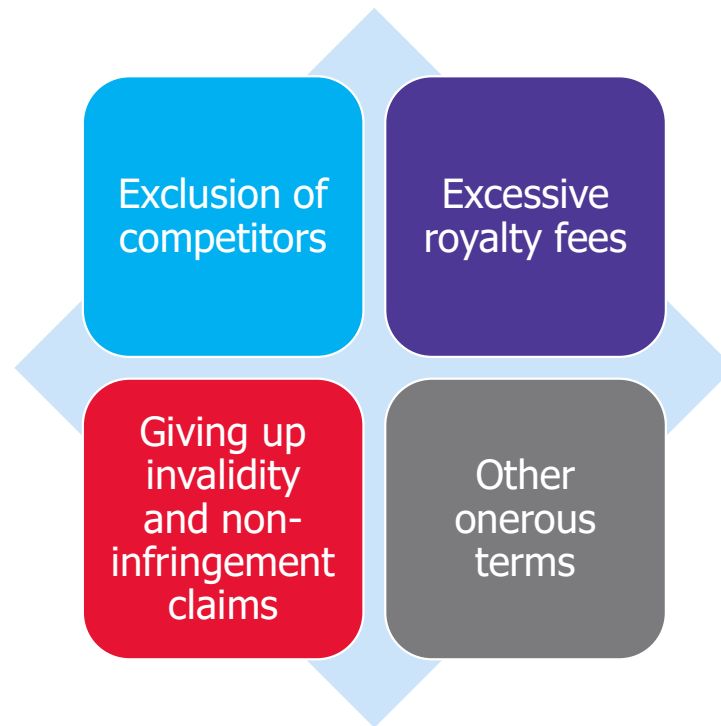 Exclusion of
competitors
Excessive
royalty fees
Giving up
invalidity
and non-
infringement
claims
Other
onerous
terms